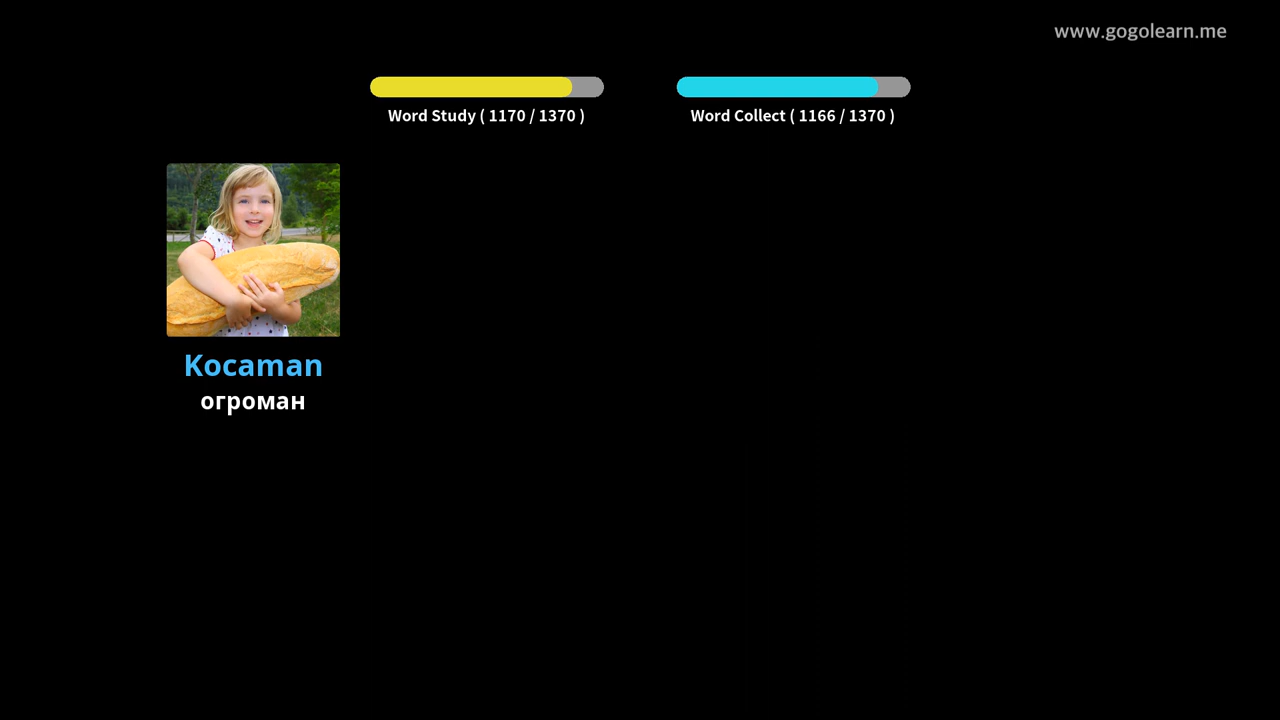 www.gogolearn.me
Word Study ( 1170 / 1370 )
Word Collect ( 1166 / 1370 )
Kocaman
огроман